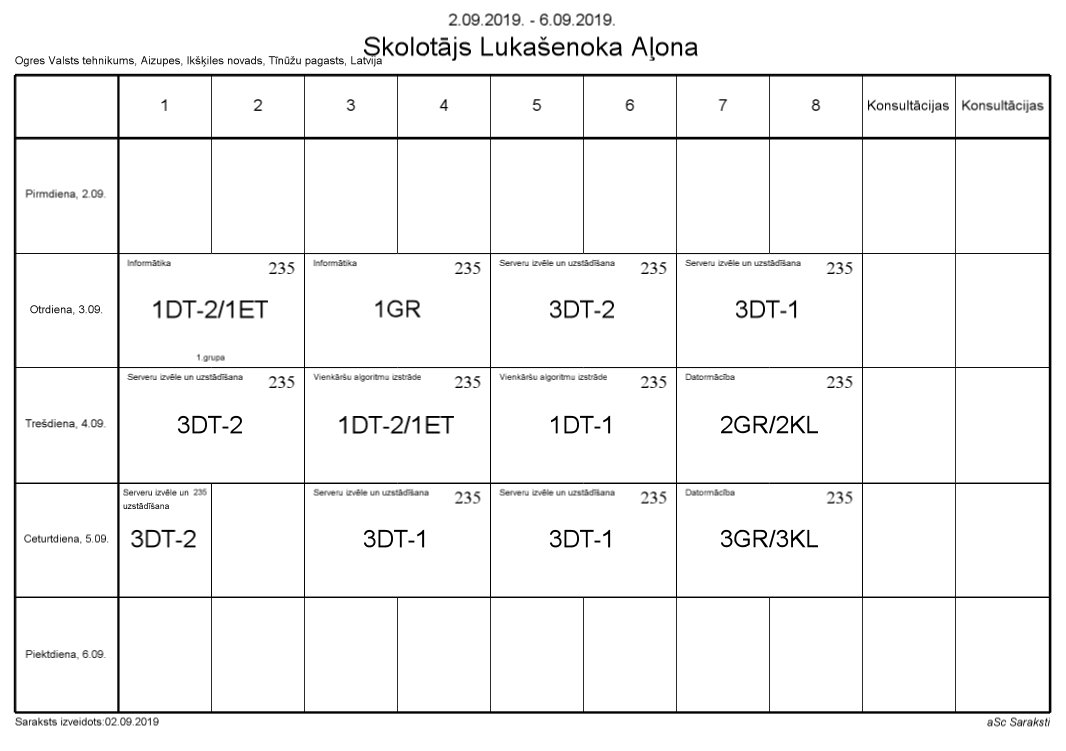 2.09.2019. - 6.09.2019.
Skolotājs Lukašenoka Aļona
Ogres Valsts tehnikums, Aizupes, Ikšķiles novads, Tīnūžu pagasts, Latvija
1 2 3 4 5 6 7 8 Konsultācijas Konsultācijas
Pirmdiena, 2.09.
Otrdiena, 3.09.
Informātika 235
1DT-2/1ET
1.grupa
Informātika 235
1GR
Serveru izvēle un uzstādīšana 235
3DT-2
Serveru izvēle un uzstādīšana 235
3DT-1
Trešdiena, 4.09.
Serveru izvēle un uzstādīšana 235
3DT-2
Vienkāršu algoritmu izstrāde 235
1DT-2/1ET
Vienkāršu algoritmu izstrāde 235
1DT-1
Datormācība 235
2GR/2KL
Ceturtdiena, 5.09.
Serveru izvēle un 235
uzstādīšana
3DT-2
Serveru izvēle un uzstādīšana 235
3DT-1
Serveru izvēle un uzstādīšana 235
3DT-1
Datormācība 235
3GR/3KL
Piektdiena, 6.09.
Saraksts izveidots:02.09.2019
aSc Saraksti